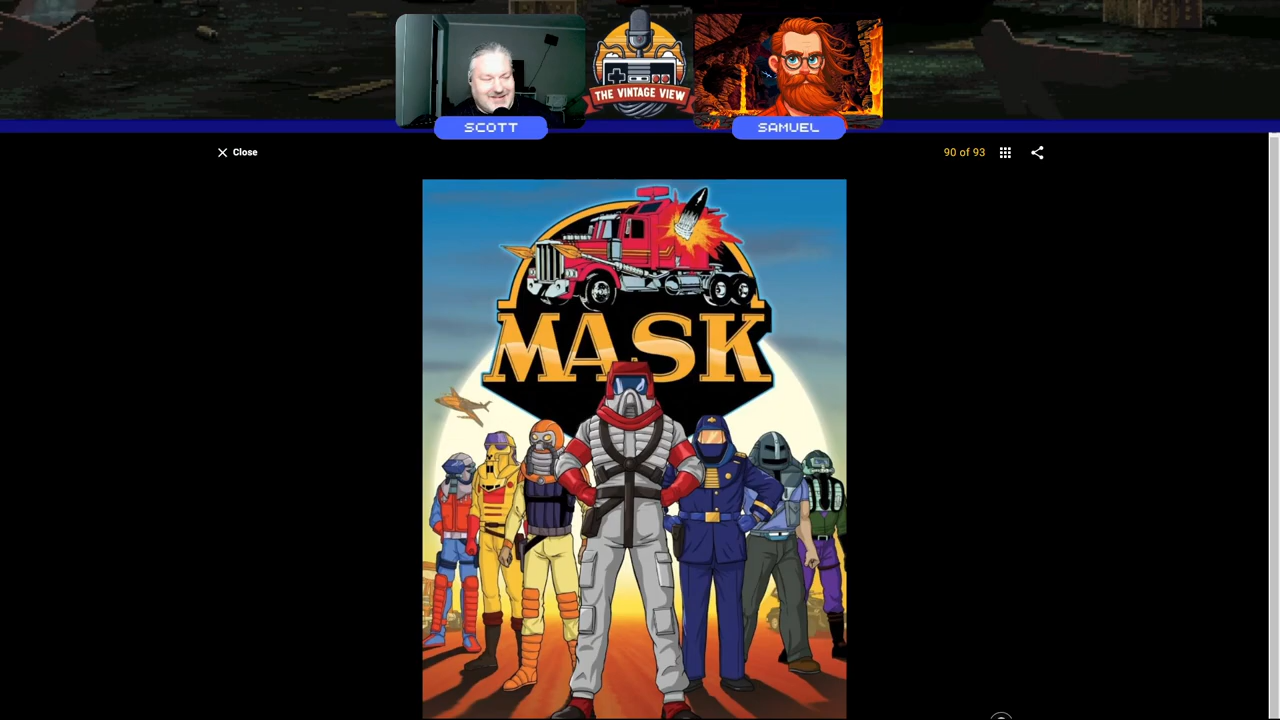 THE VINTAGE VIEW
SCOTT
SAMUEL
Close
90 of 93
MASK